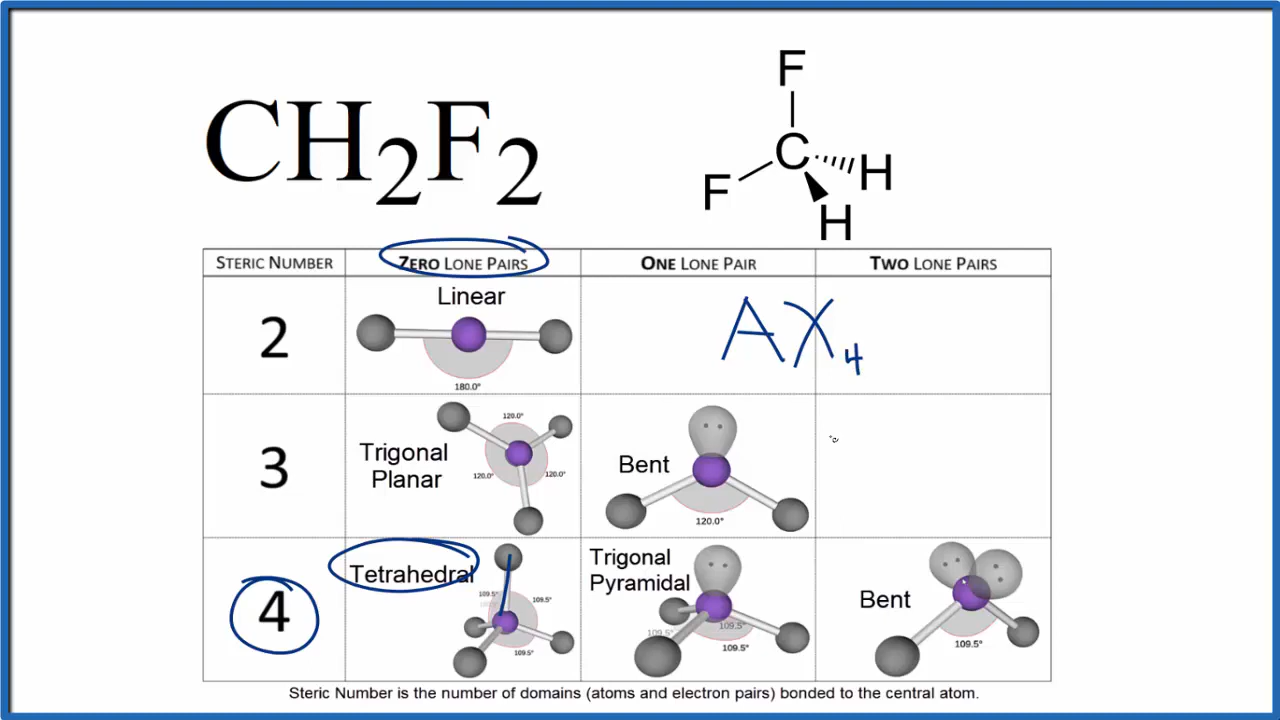 CH2F2
F
C
F
H
H
STERIC NUMBER ZERO LONE PAIRS ONE LONE PAIR TWO LONE PAIRS
2
Linear
180.0°
AX4
3
Trigonal
Planar
120.0°
120.0°
120.0°
Bent
120.0°
4
Tetrahedral
109.5°
109.5°
109.5°
Trigonal
Pyramidal
109.5°
109.5°
109.5°
Bent
109.5°
Steric Number is the number of domains (atoms and electron pairs) bonded to the central atom.